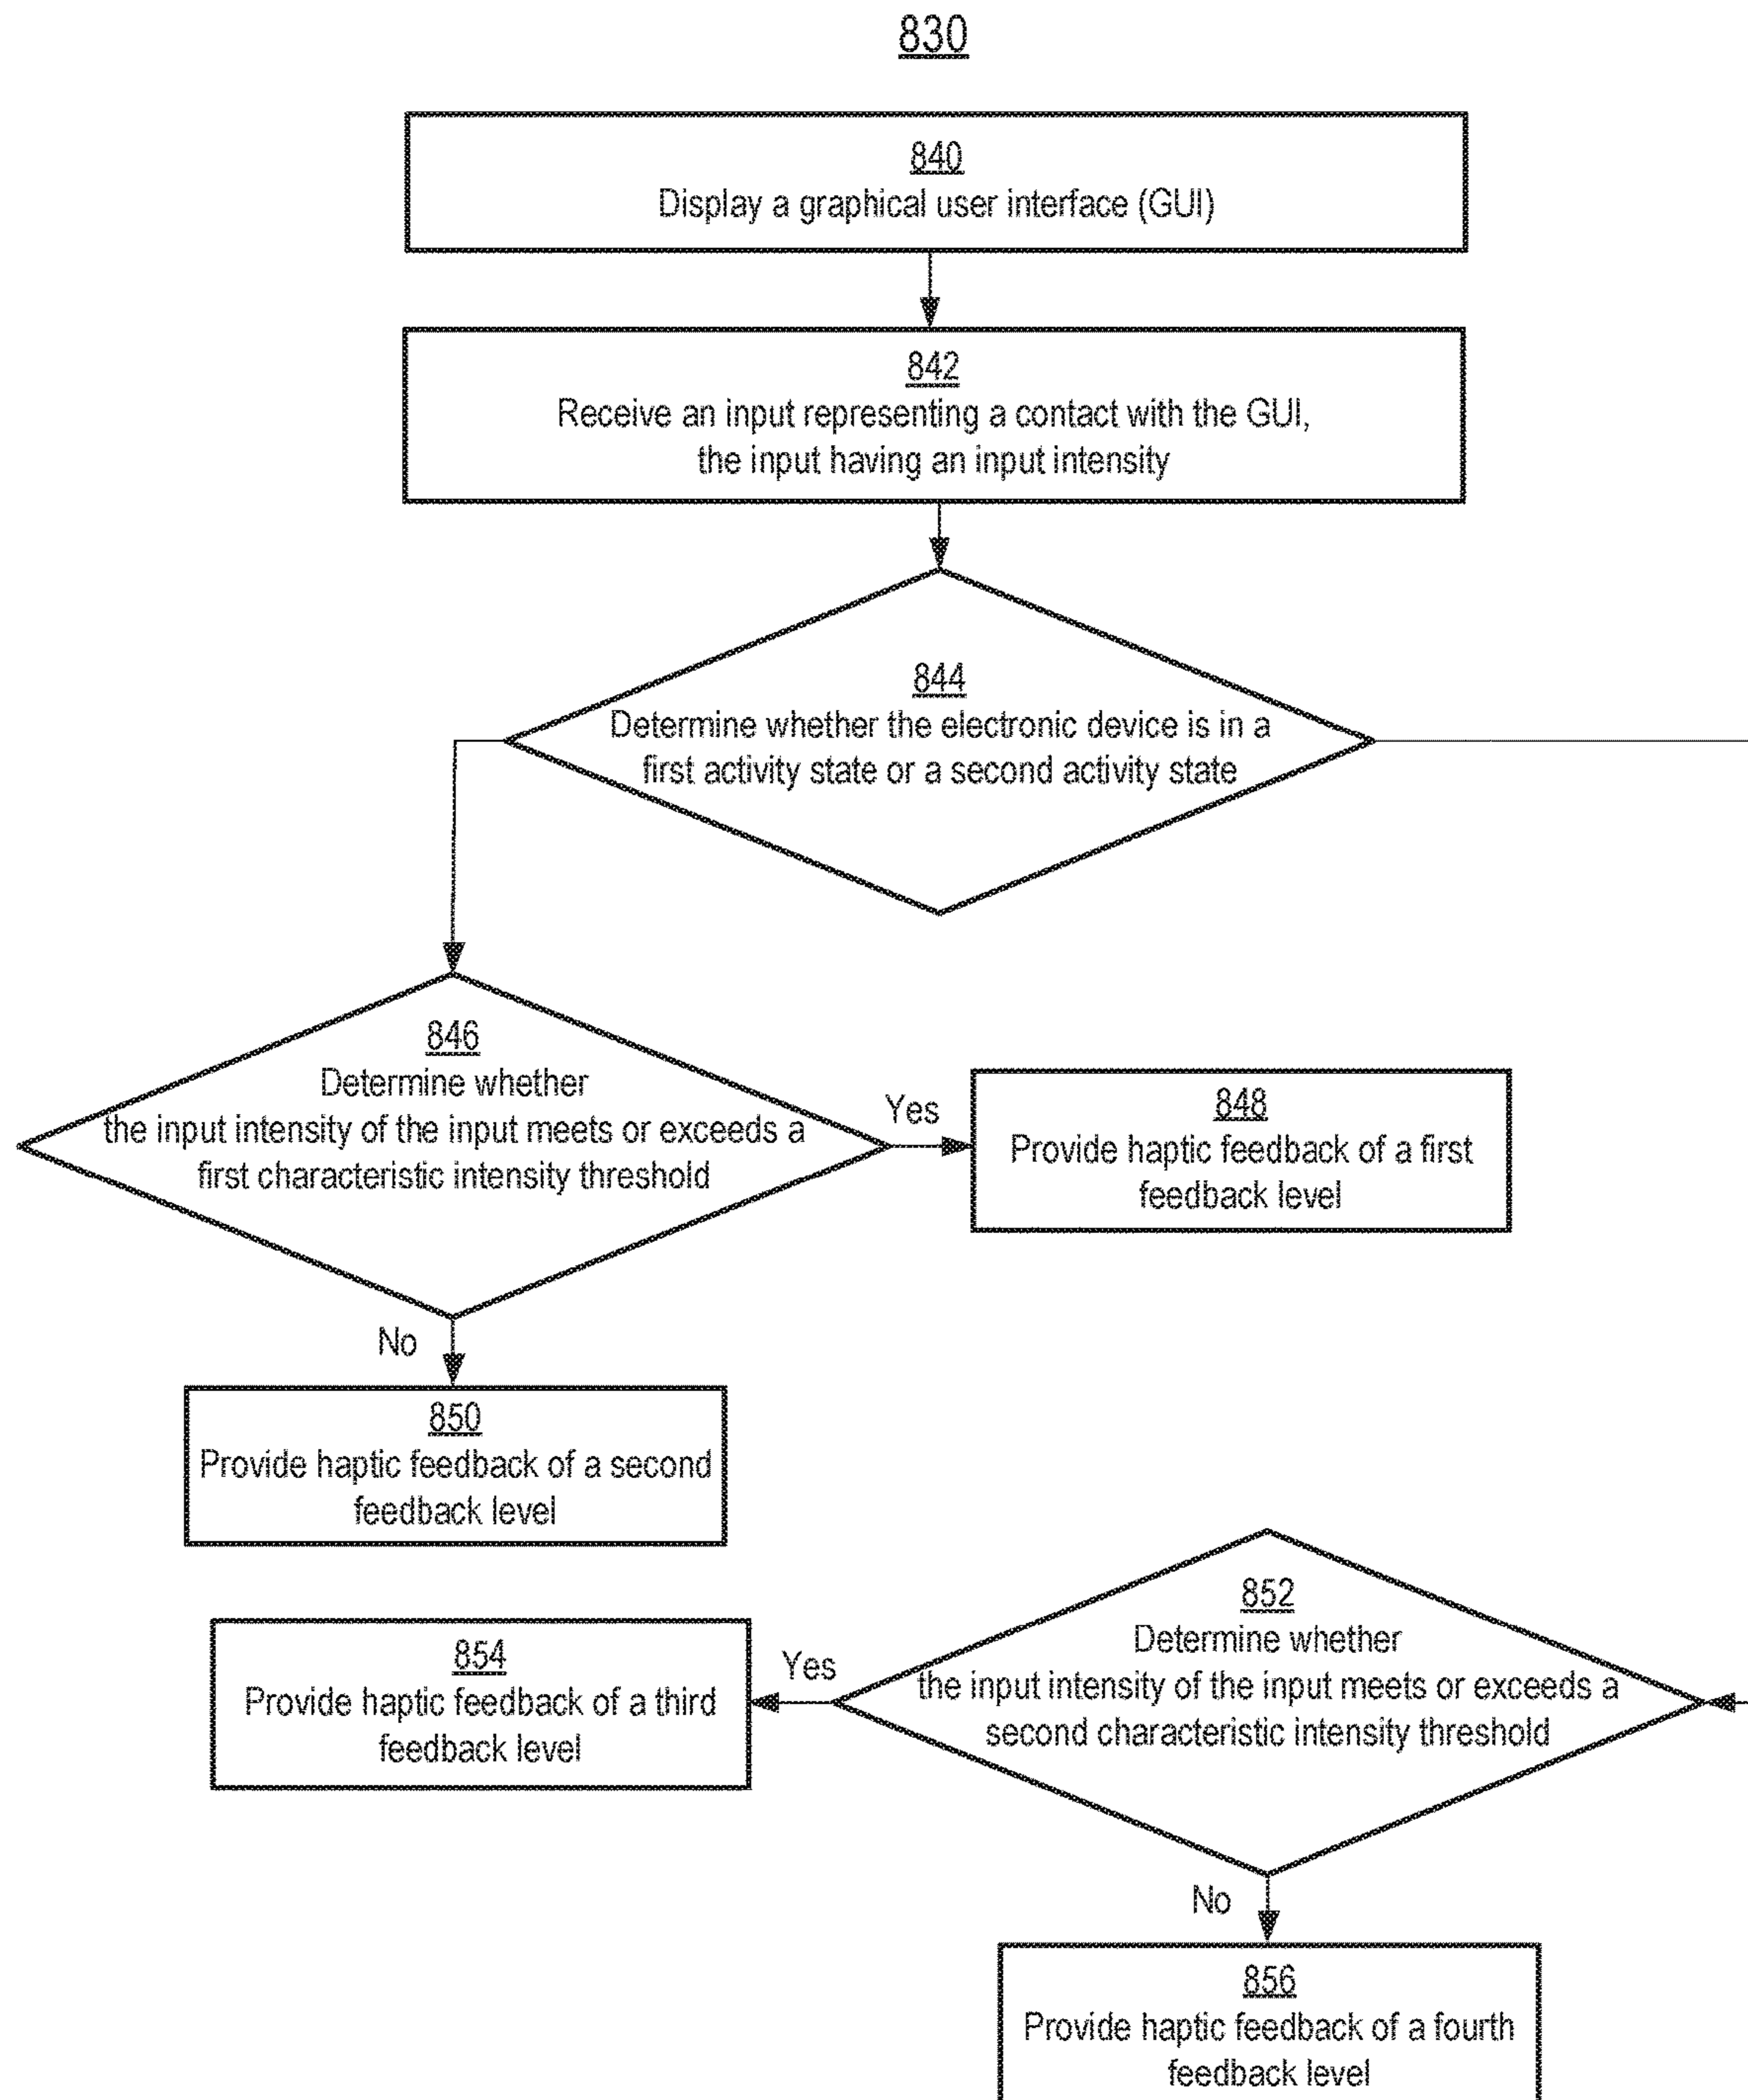 830
840
Display a graphical user interface (GUI)
842
Receive an input representing a contact with the GUI,
the input having an input intensity
844
Determine whether the electronic device is in a
first activity state or a second activity state
846
Determine whether
the input intensity of the input meets or exceeds a
first characteristic intensity threshold
Yes
848
Provide haptic feedback of a first
feedback level
No
850
Provide haptic feedback of a second
feedback level
852
Determine whether
the input intensity of the input meets or exceeds a
second characteristic intensity threshold
Yes
854
Provide haptic feedback of a third
feedback level
No
856
Provide haptic feedback of a fourth
feedback level